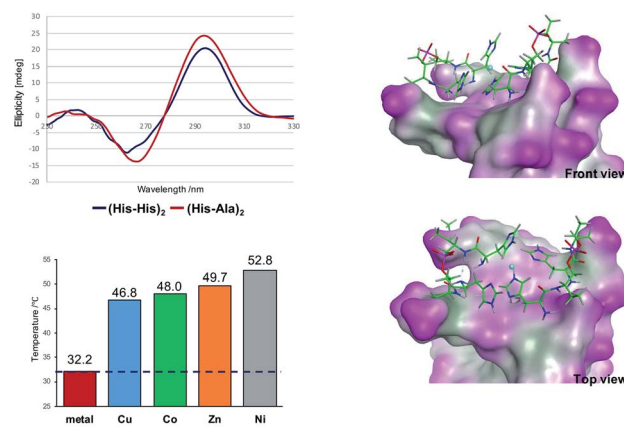 30
25
20
15
10
5
0
-5
-10
-15
-20
Ellipticity [mdeg]
230 250 270 290 310 330
Wavelength /nm
(His-His)2 (His-Ala)2
Front view
55
50
45
40
35
30
25
Temperature /°C
32.2 46.8 48.0 49.7 52.8
metal Cu Co Zn Ni
Top view